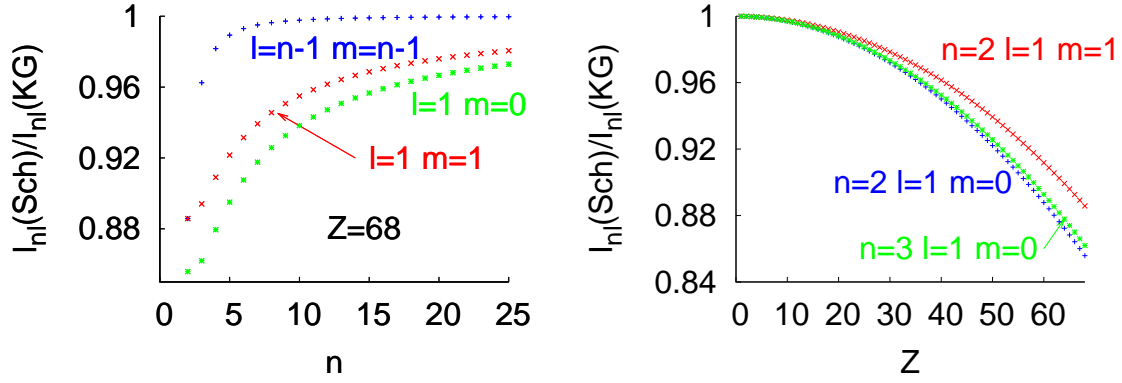 I_nl(Sch)/I_nl(KG)
1
0.96
0.92
0.88
l=n-1 m=n-1
l=1 m=0
l=1 m=1
Z=68
0 5 10 15 20 25
n
I_nl(Sch)/I_nl(KG)
1
0.96
0.92
0.88
0.84
n=2 l=1 m=1
n=2 l=1 m=0
n=3 l=1 m=0
0 10 20 30 40 50 60
Z